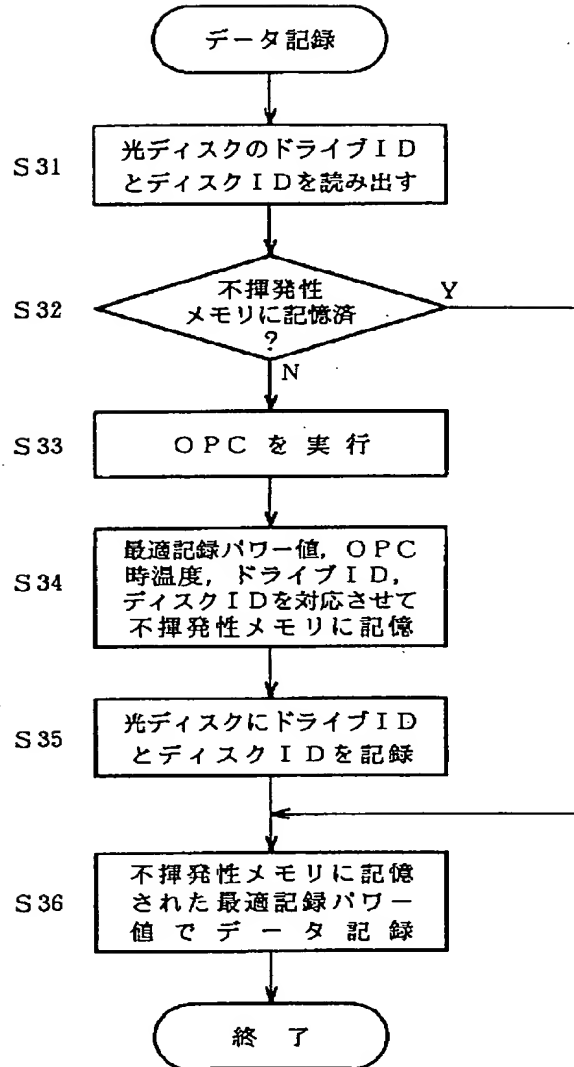 データ記録
S31
光ディスクのドライブID
とディスクIDを読み出す
S32
不揮発性
メモリに記憶済
?
Y
N
S33
OPCを実行
S34
最適記録パワー値,OPC
時温度,ドライブID,
ディスクIDを対応させて
不揮発性メモリに記憶
S35
光ディスクにドライブID
とディスクIDを記録
S36
不揮発性メモリに記憶
された最適記録パワー
値でデータ記録
終了